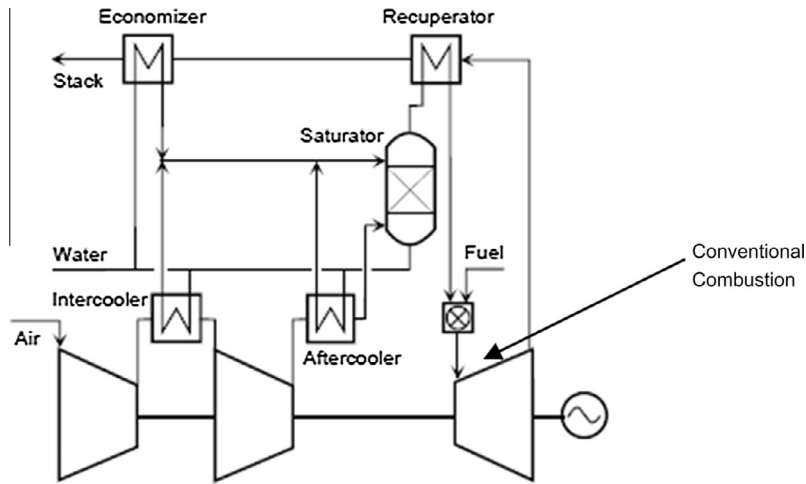 Economizer
Recuperator
Stack
Saturator
Water
Fuel
Conventional
Combustion
Intercooler
Air
Aftercooler